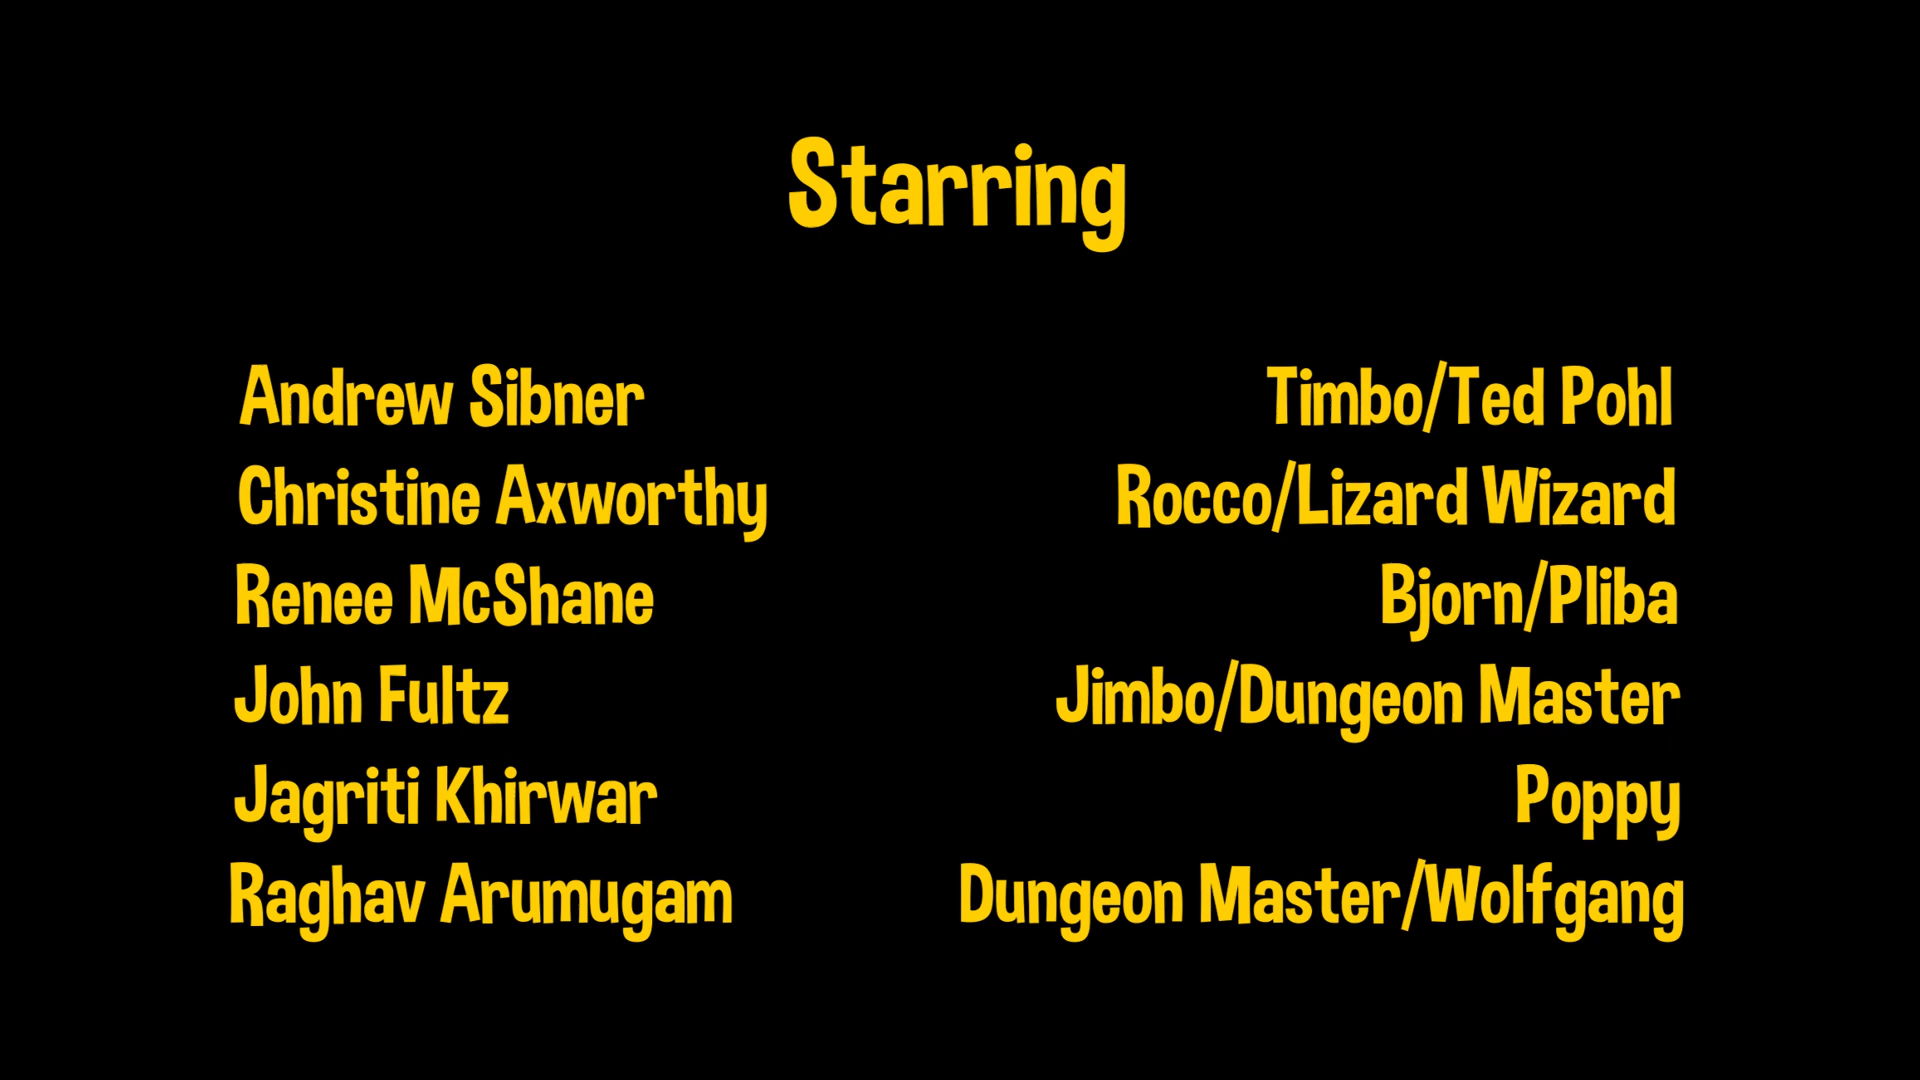 Starring
Andrew Sibner Timbo/Ted Pohl
Christine Axworthy Rocco/Lizard Wizard
Renee McShane Bjorn/Pliba
John Fultz Jimbo/Dungeon Master
Jagriti Khirwar Poppy
Raghav Arumugam Dungeon Master/Wolfgang